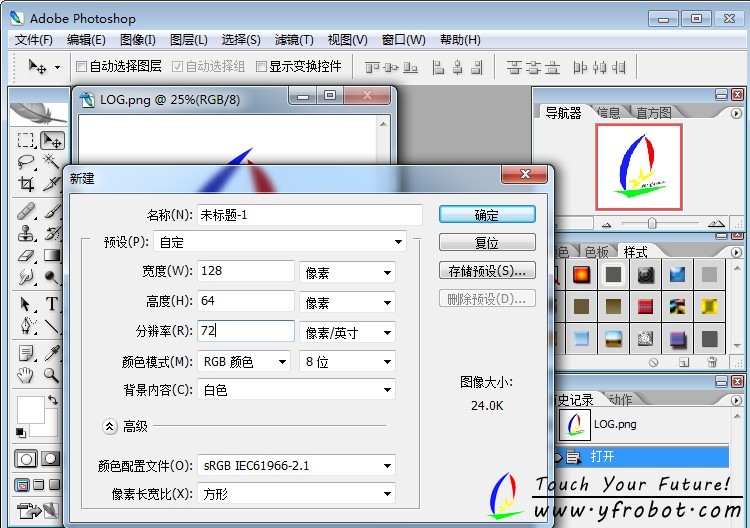 Adobe Photoshop
文件(F) 编辑(E) 图像(I) 图层(L) 选择(S) 滤镜(T) 视图(V) 窗口(W) 帮助(H)
自动选择图层 自动选择组 显示变换控件
LOG.png @ 25%(RGB/8)
导航器 信息 直方图
新建
名称(N): 未标题-1
确定
预设(P): 自定
复位
宽度(W): 128 像素
存储预设(S)...
高度(H): 64 像素
删除预设(D)...
分辨率(R): 72 像素/英寸
颜色模式(M): RGB 颜色 8 位
背景内容(C): 白色
图像大小:
24.0K
高级
颜色配置文件(O): sRGB IEC61966-2.1
像素长宽比(X): 方形
色板 样式
历史记录 动作
LOG.png
打开
Touch Your Future!
www.yfrobot.com